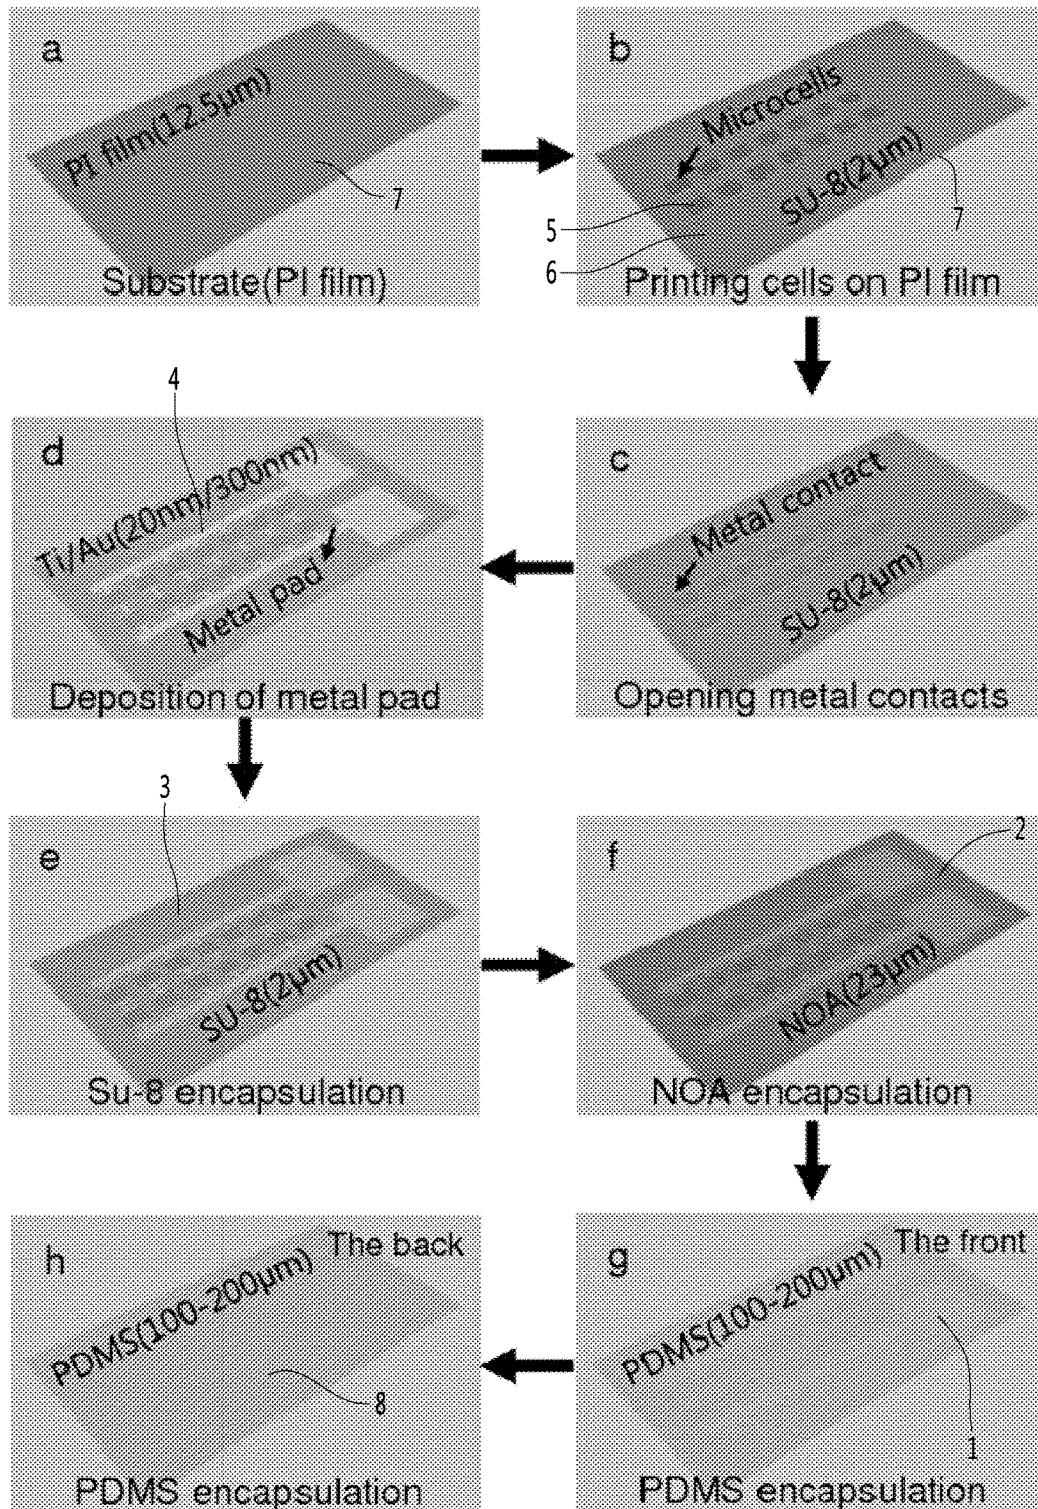 a
PI film(12.5μm)
7
Substrate(PI film)
b
Microcells
SU-8(2μm)
5
6
7
Printing cells on PI film
c
Metal contact
SU-8(2μm)
Opening metal contacts
4
d
Ti/Au(20nm/300nm)
Metal pad
Deposition of metal pad
3
e
SU-8(2μm)
Su-8 encapsulation
2
f
NOA(23μm)
NOA encapsulation
g
The front
PDMS(100-200μm)
1
PDMS encapsulation
h
The back
PDMS(100-200μm)
8
PDMS encapsulation